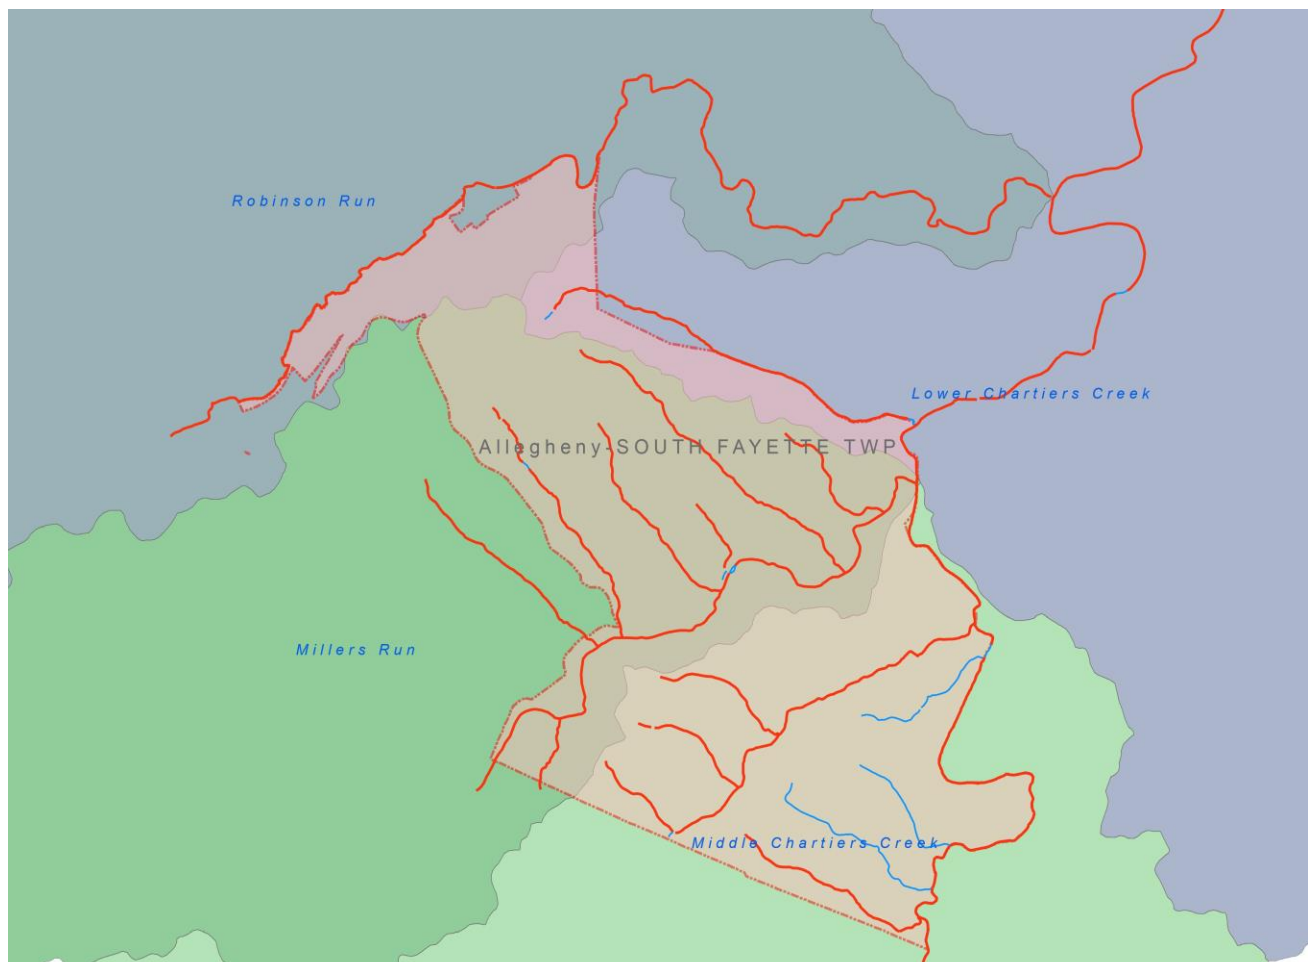 Robinson Run
Lower Chartiers Creek
Allegheny-SOUTH FAYETTE TWP
Millers Run
Middle Chartiers Creek